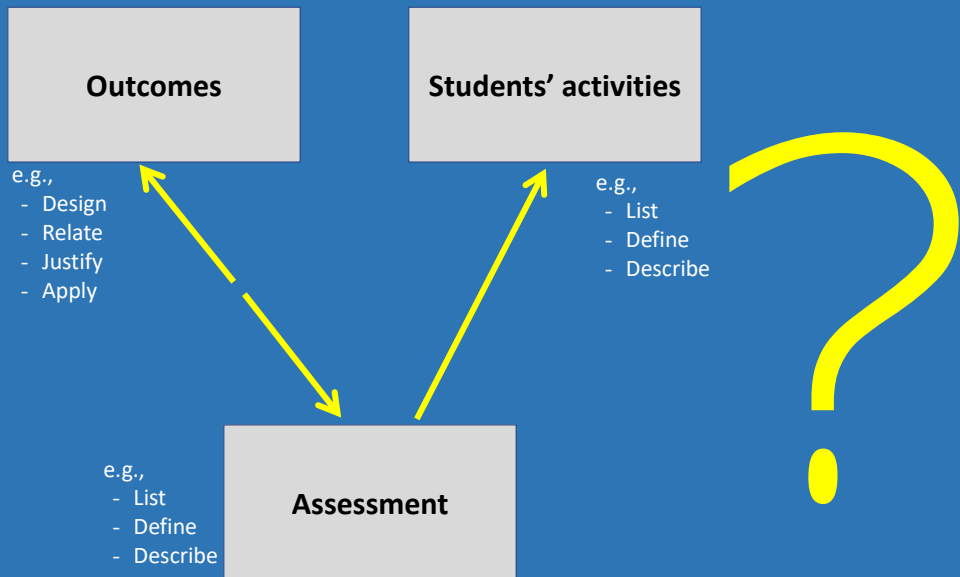 Outcomes
e.g.,
- Design
- Relate
- Justify
- Apply
Students’ activities
e.g.,
- List
- Define
- Describe
?
e.g.,
- List
- Define
- Describe
Assessment